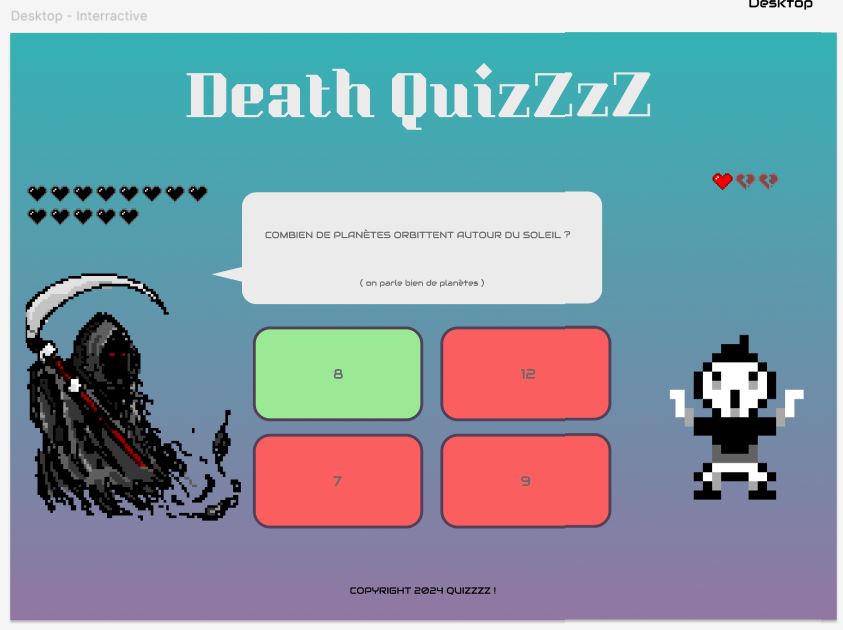 Desktop
Desktop - Interractive
Death QuizZzZ
COMBIEN DE PLANÈTES ORBITTENT AUTOUR DU SOLEIL ?
( on parle bien de planètes )
8
12
7
9
COPYRIGHT 2024 QUIZZZZ !